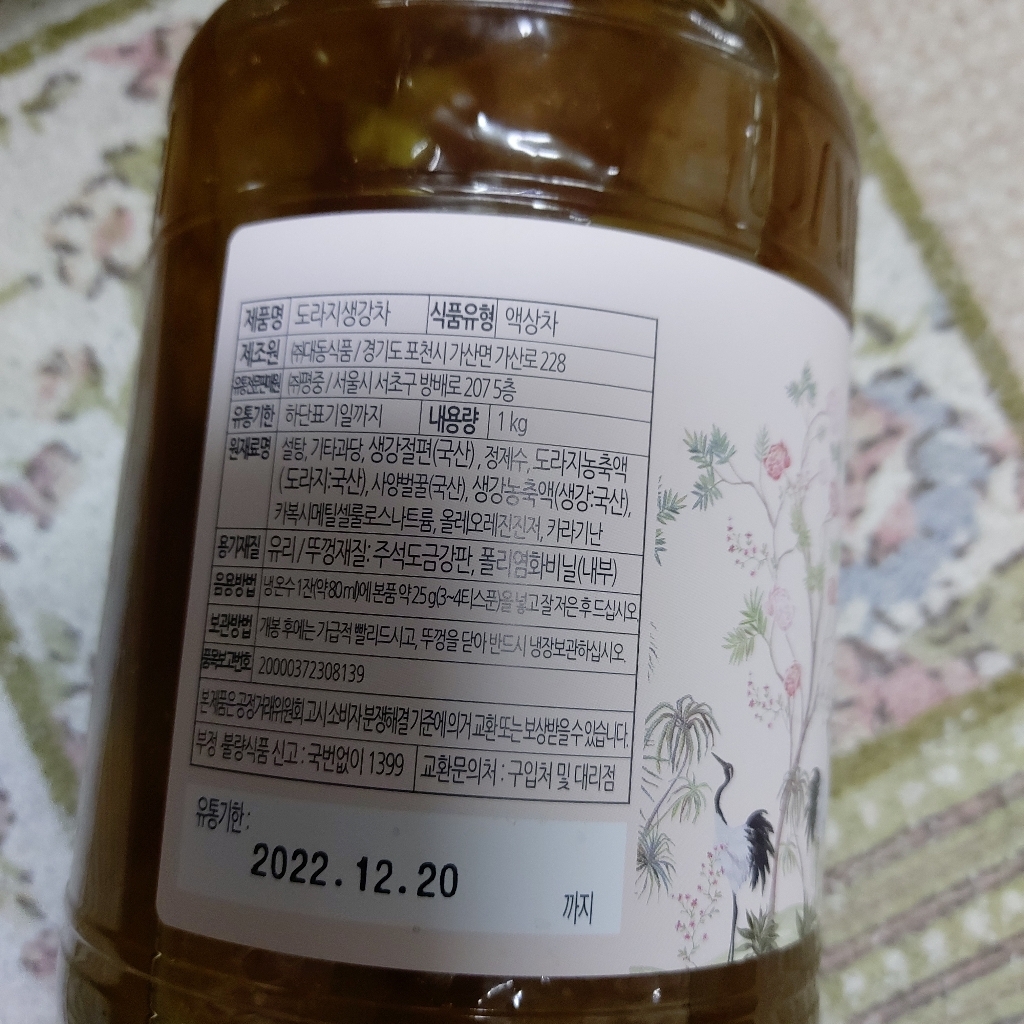 제품명 도라지생강차 식품유형 액상차
제조원 ㈜대동식품 / 경기도 포천시 가산면 가산로 228
유통전문판매원 ㈜평중 / 서울시 서초구 방배로 207 5층
유통기한 하단표기일까지 내용량 1 kg
원재료명 설탕, 기타과당, 생강절편(국산), 정제수, 도라지농축액
(도라지:국산), 사양벌꿀(국산), 생강농축액(생강:국산),
카복시메틸셀룰로스나트륨, 올레오레진진저, 카라기난
용기재질 유리 / 뚜껑재질: 주석도금강판, 폴리염화비닐(내부)
음용방법 냉온수 1잔(약80㎖)에 본품 약 25g(3~4티스푼)을 넣고 잘 저은 후 드십시오
보관방법 개봉 후에는 가급적 빨리드시고, 뚜껑을 닫아 반드시 냉장보관하십시오
품목보고번호 20000372308139
본 제품은 공정거래위원회 고시 소비자 분쟁해결 기준에 의거 교환 또는 보상받을 수 있습니다.
부정·불량식품 신고 : 국번없이 1399 교환문의처 : 구입처 및 대리점
유통기한 :
2022.12.20
까지